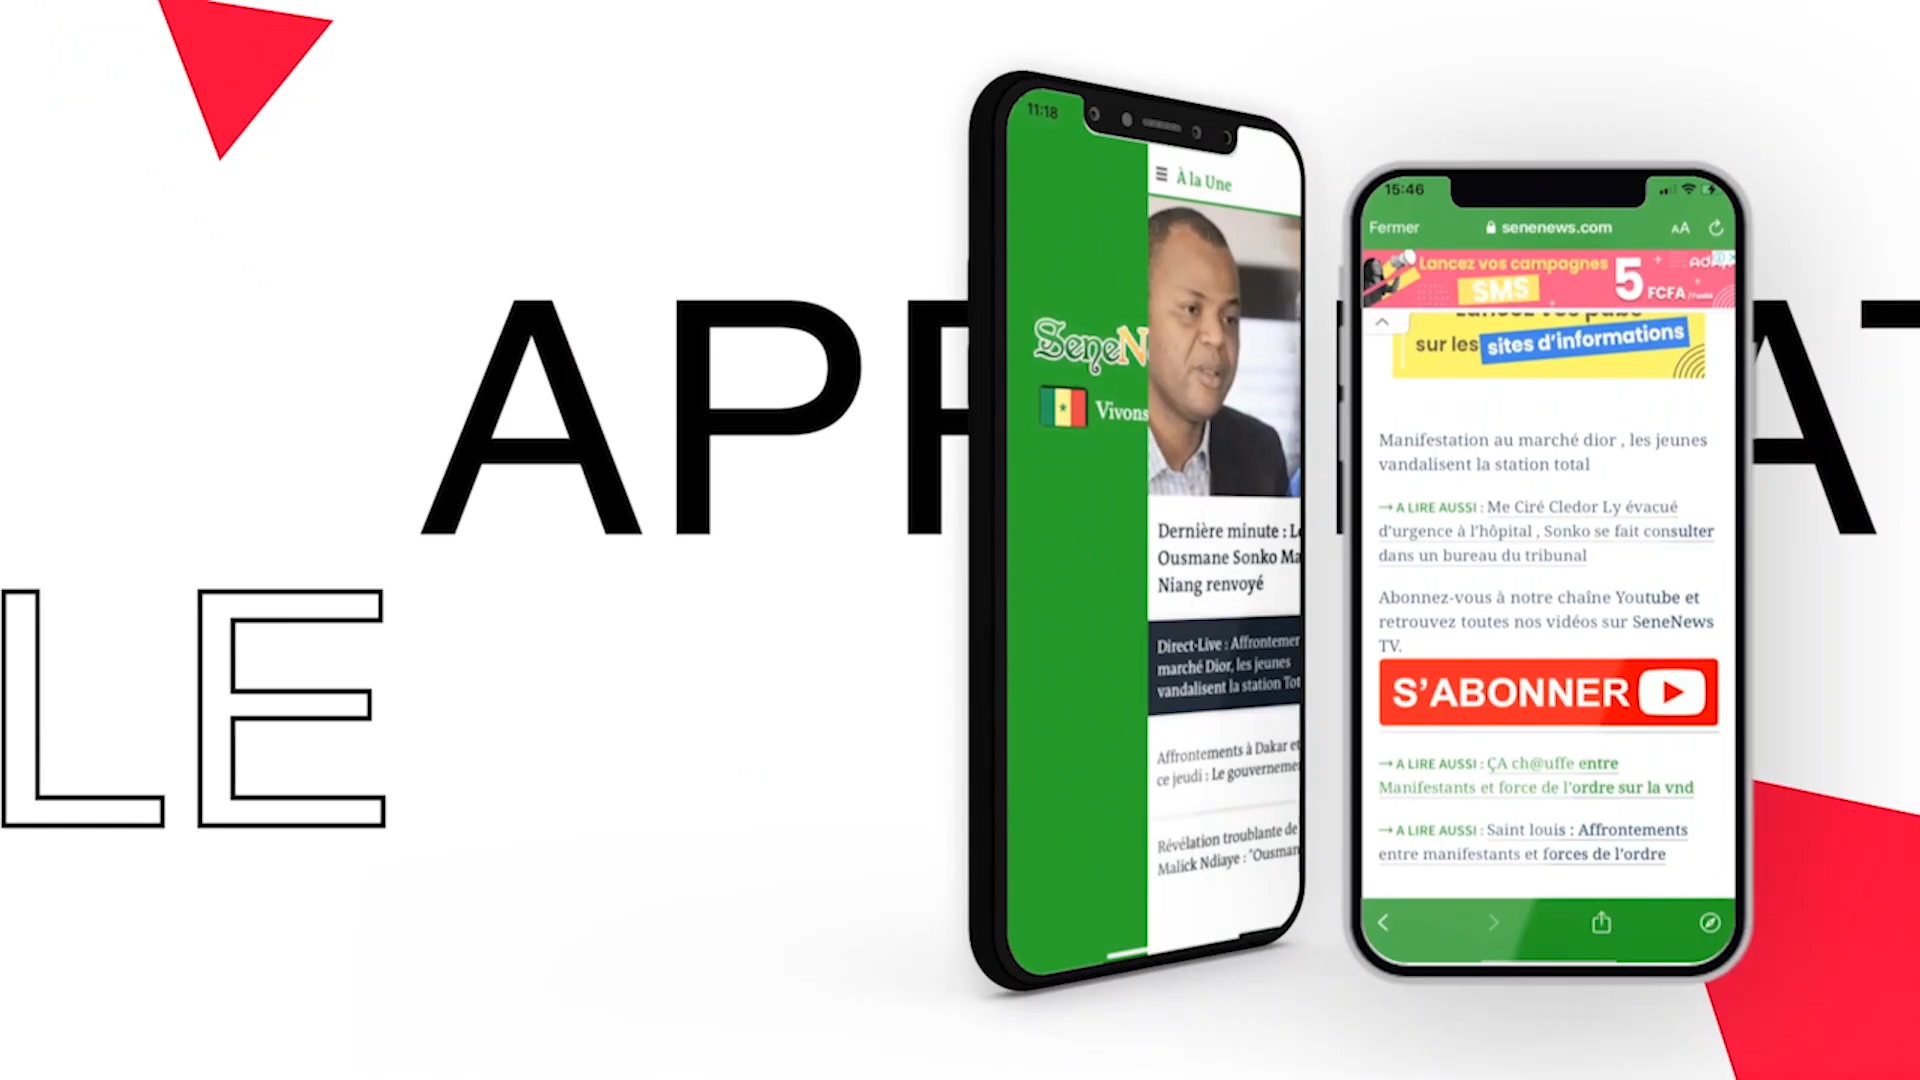 APP
AT
LE
11:18
À la Une
SeneN
Vivons
Dernière minute : L
Ousmane Sonko Ma
Niang renvoyé
Direct-Live : Affrontemen
marché Dior, les jeunes
vandalisent la station Tot
Affrontements à Dakar et
ce jeudi : Le gouverneme
Révélation troublante de
Malick Ndiaye : "Ousman
15:46
Fermer
senenews.com
AA
Lancez vos campagnes
SMS
5 FCFA
Lancez vos pubs
sur les sites d'informations
Manifestation au marché dior , les jeunes
vandalisent la station total
→ A LIRE AUSSI : Me Ciré Cledor Ly évacué
d'urgence à l'hôpital , Sonko se fait consulter
dans un bureau du tribunal
Abonnez-vous à notre chaîne Youtube et
retrouvez toutes nos vidéos sur SeneNews
TV.
S'ABONNER
→ A LIRE AUSSI : ÇA ch@uffe entre
Manifestants et force de l'ordre sur la vnd
→ A LIRE AUSSI : Saint louis : Affrontements
entre manifestants et forces de l'ordre